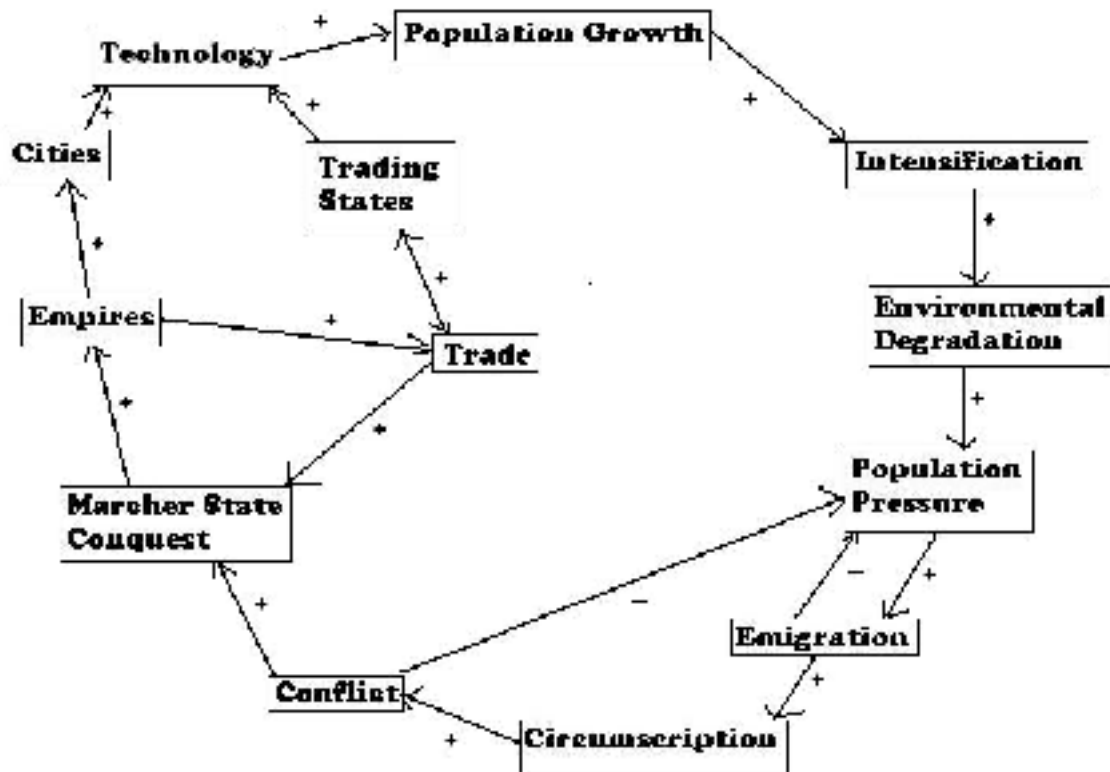 Technology
+
Population Growth
+
+
+
Cities
Trading
States
Intensification
+
+
+
Empires
+
Environmental
Degradation
Trade
+
+
+
Population
Pressure
Marcher State
Conquest
−
−
+
+
Emigration
+
Conflict
+
Circumscription